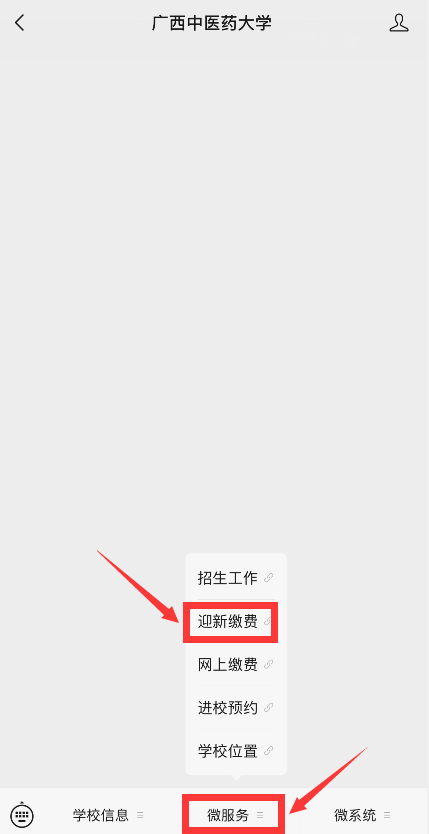 广西中医药大学
招生工作
迎新缴费
网上缴费
进校预约
学校位置
学校信息
微服务
微系统